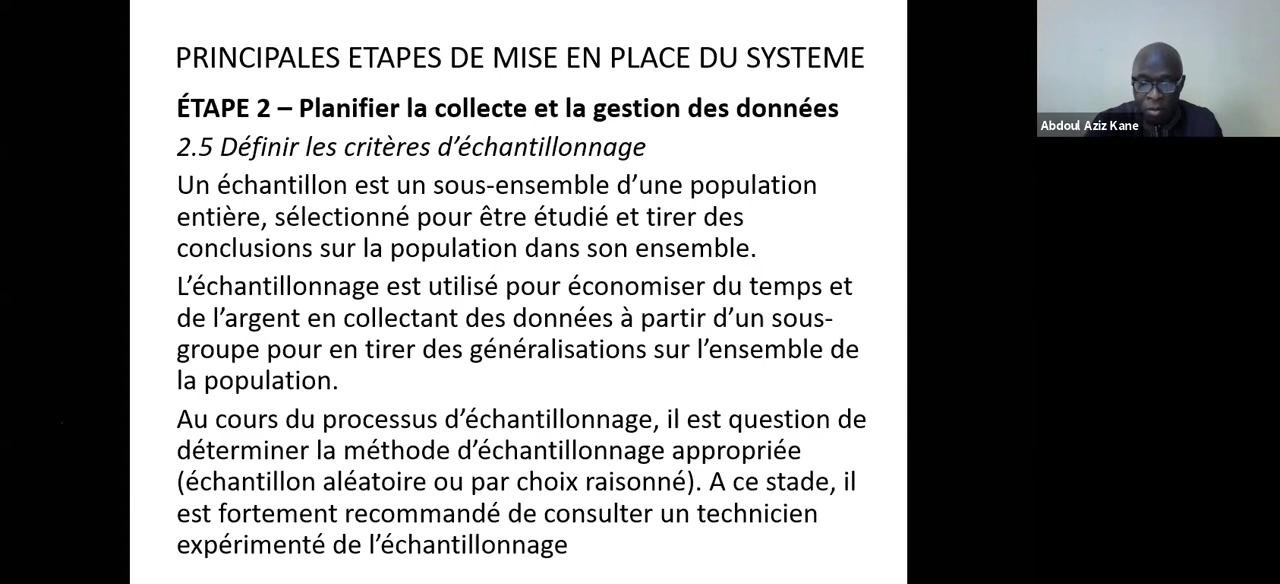 PRINCIPALES ETAPES DE MISE EN PLACE DU SYSTEME
ÉTAPE 2 – Planifier la collecte et la gestion des données
2.5 Définir les critères d’échantillonnage
Un échantillon est un sous-ensemble d’une population
entière, sélectionné pour être étudié et tirer des
conclusions sur la population dans son ensemble.
L’échantillonnage est utilisé pour économiser du temps et
de l’argent en collectant des données à partir d’un sous-
groupe pour en tirer des généralisations sur l’ensemble de
la population.
Au cours du processus d’échantillonnage, il est question de
déterminer la méthode d’échantillonnage appropriée
(échantillon aléatoire ou par choix raisonné). A ce stade, il
est fortement recommandé de consulter un technicien
expérimenté de l’échantillonnage
Abdoul Aziz Kane